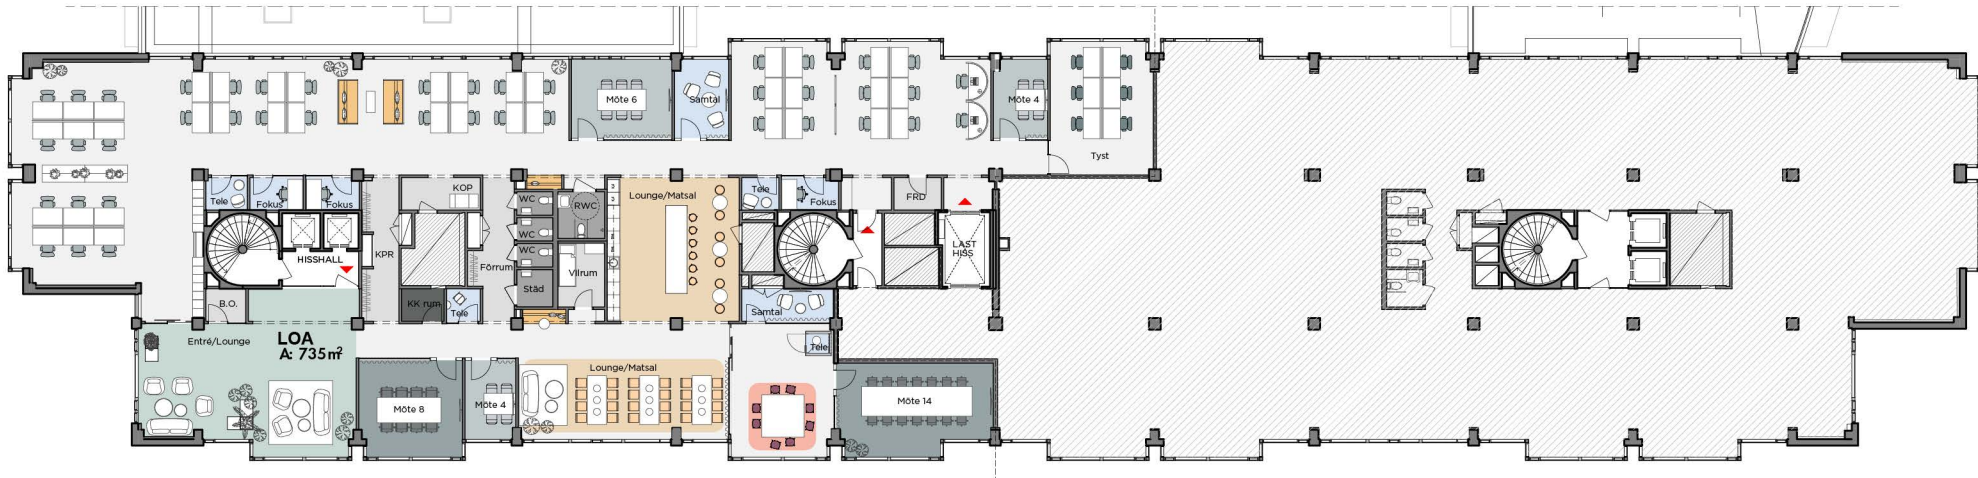 Möte 6
Samtal
Möte 4
Tyst
Tele
Fokus
Fokus
KOP
WC
WC
WC
RWC
Lounge/Matsal
Tele
Fokus
FRD
HISSHALL
KPR
Förrum
Städ
Vilrum
LAST
HISS
B.O.
KK rum
Tele
Samtal
Entré/Lounge
LOA
A: 735m²
Tele
Lounge/Matsal
Möte 8
Möte 4
Möte 14